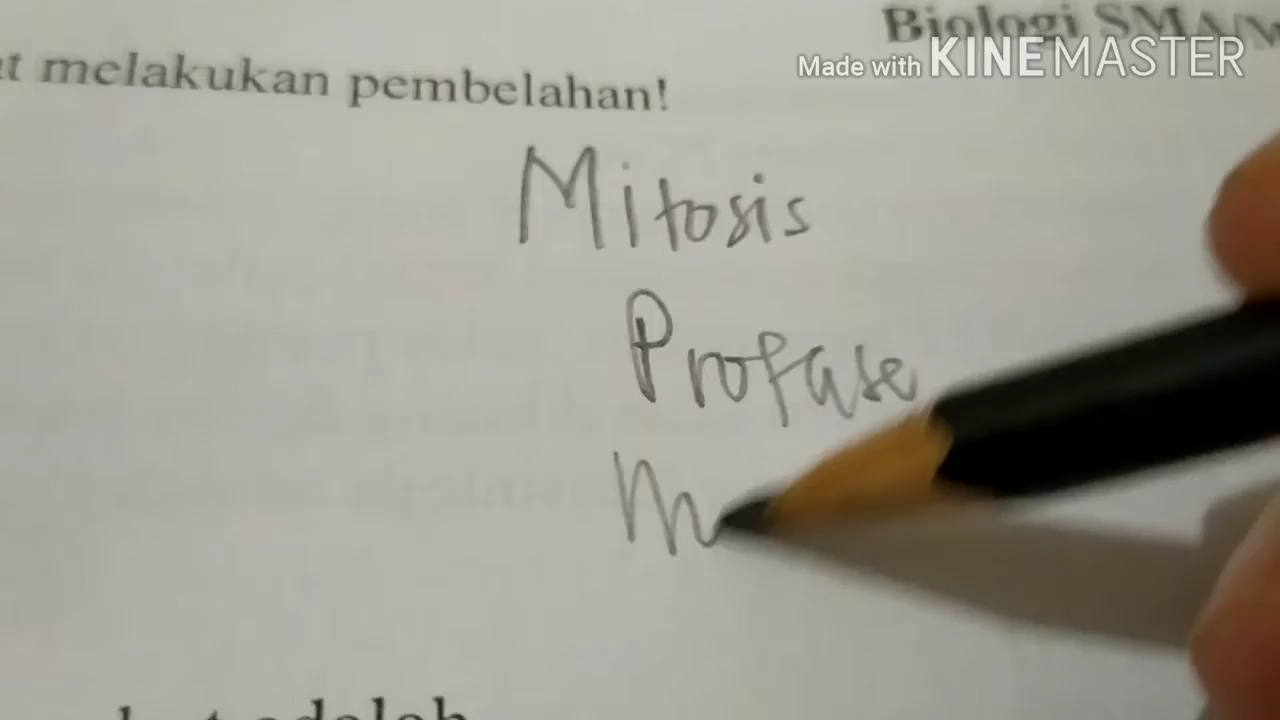 Biologi SMA/
Made with KINEMASTER
melakukan pembelahan!
Mitosis
Profase
M